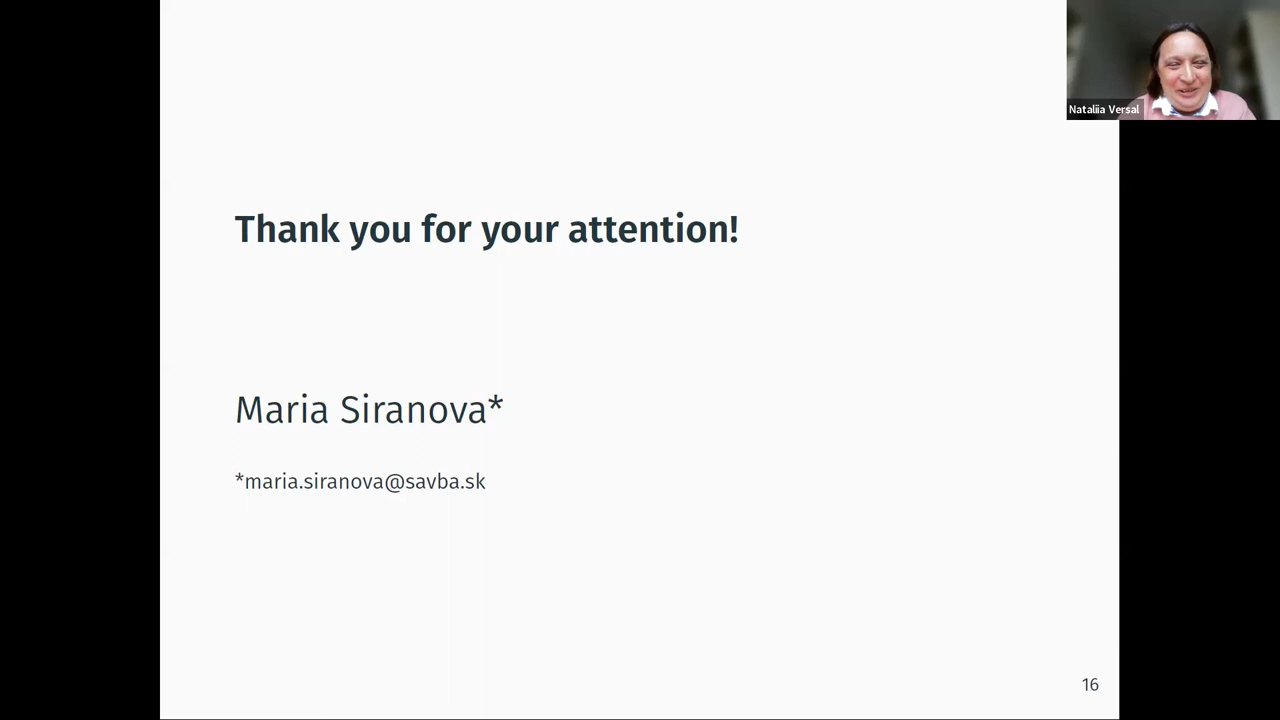 Nataliia Versal
Thank you for your attention!
Maria Siranova*
*maria.siranova@savba.sk
16